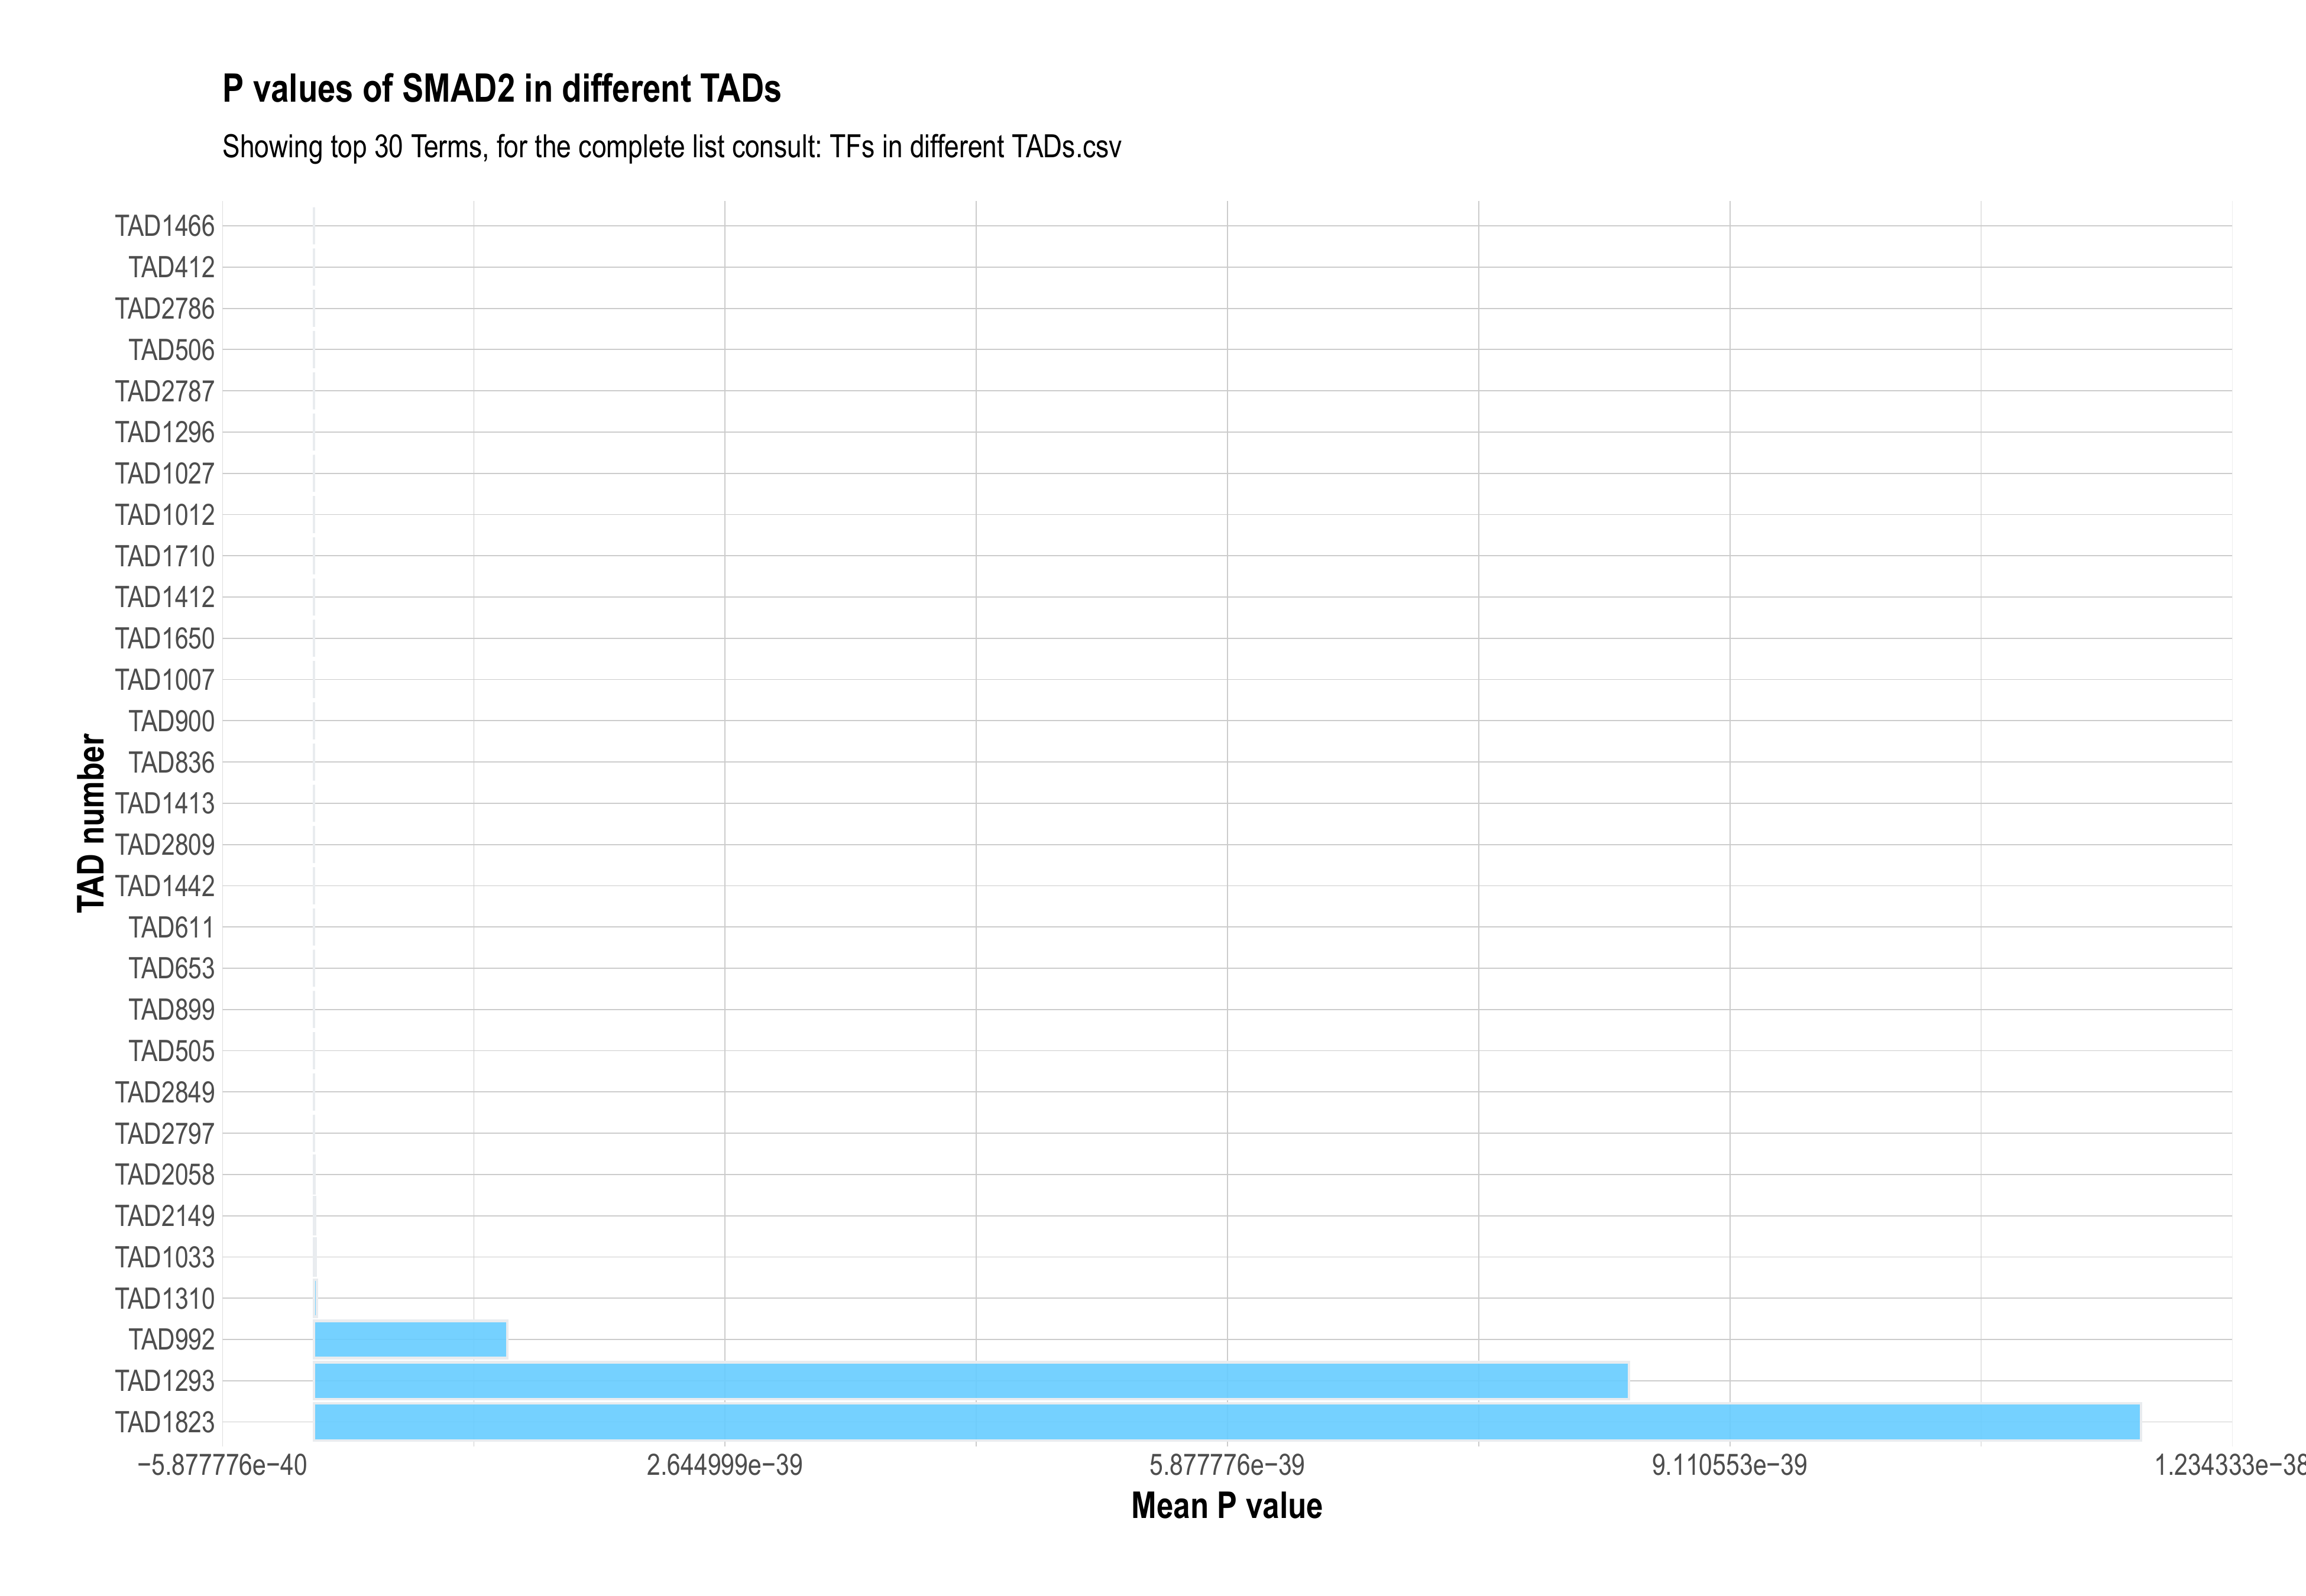 P values of SMAD2 in different TADs
Showing top 30 Terms, for the complete list consult: TFs in different TADs.csv
TAD number
TAD1466
TAD412
TAD2786
TAD506
TAD2787
TAD1296
TAD1027
TAD1012
TAD1710
TAD1412
TAD1650
TAD1007
TAD900
TAD836
TAD1413
TAD2809
TAD1442
TAD611
TAD653
TAD899
TAD505
TAD2849
TAD2797
TAD2058
TAD2149
TAD1033
TAD1310
TAD992
TAD1293
TAD1823
−5.877776e−40 2.644999e−39 5.877776e−39 9.110553e−39 1.234333e−38
Mean P value